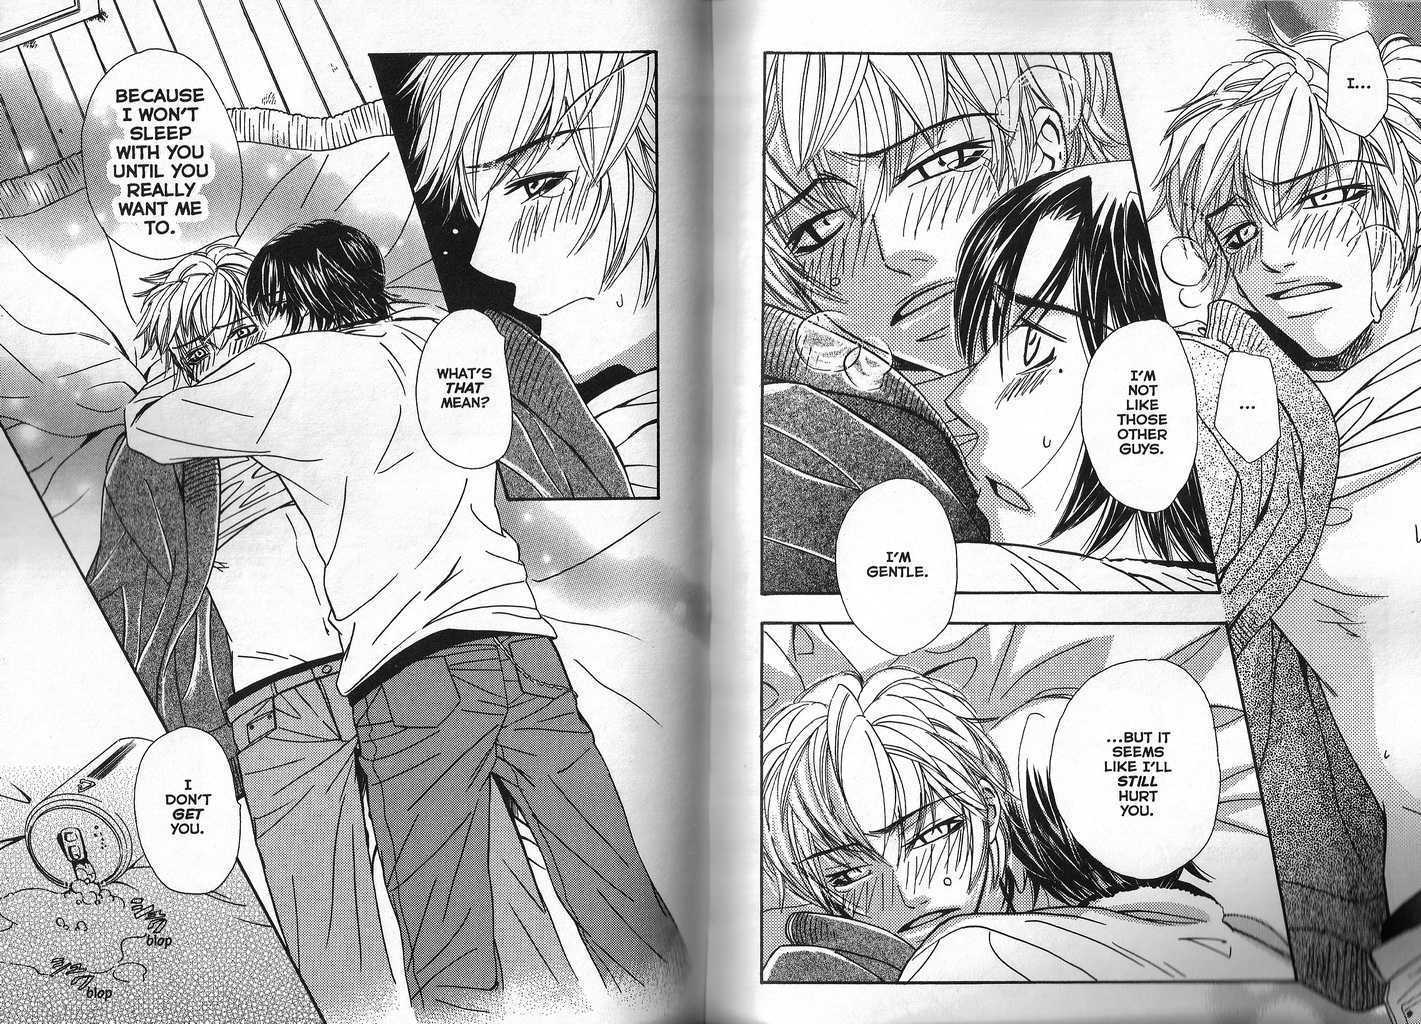 I...
...
I'M
NOT
LIKE
THOSE
OTHER
GUYS.
I'M
GENTLE.
...BUT IT
SEEMS
LIKE I'LL
STILL
HURT
YOU.
WHAT'S
THAT
MEAN?
BECAUSE
I WON'T
SLEEP
WITH YOU
UNTIL YOU
REALLY
WANT ME
TO.
I
DON'T
GET
YOU.
blop
blop